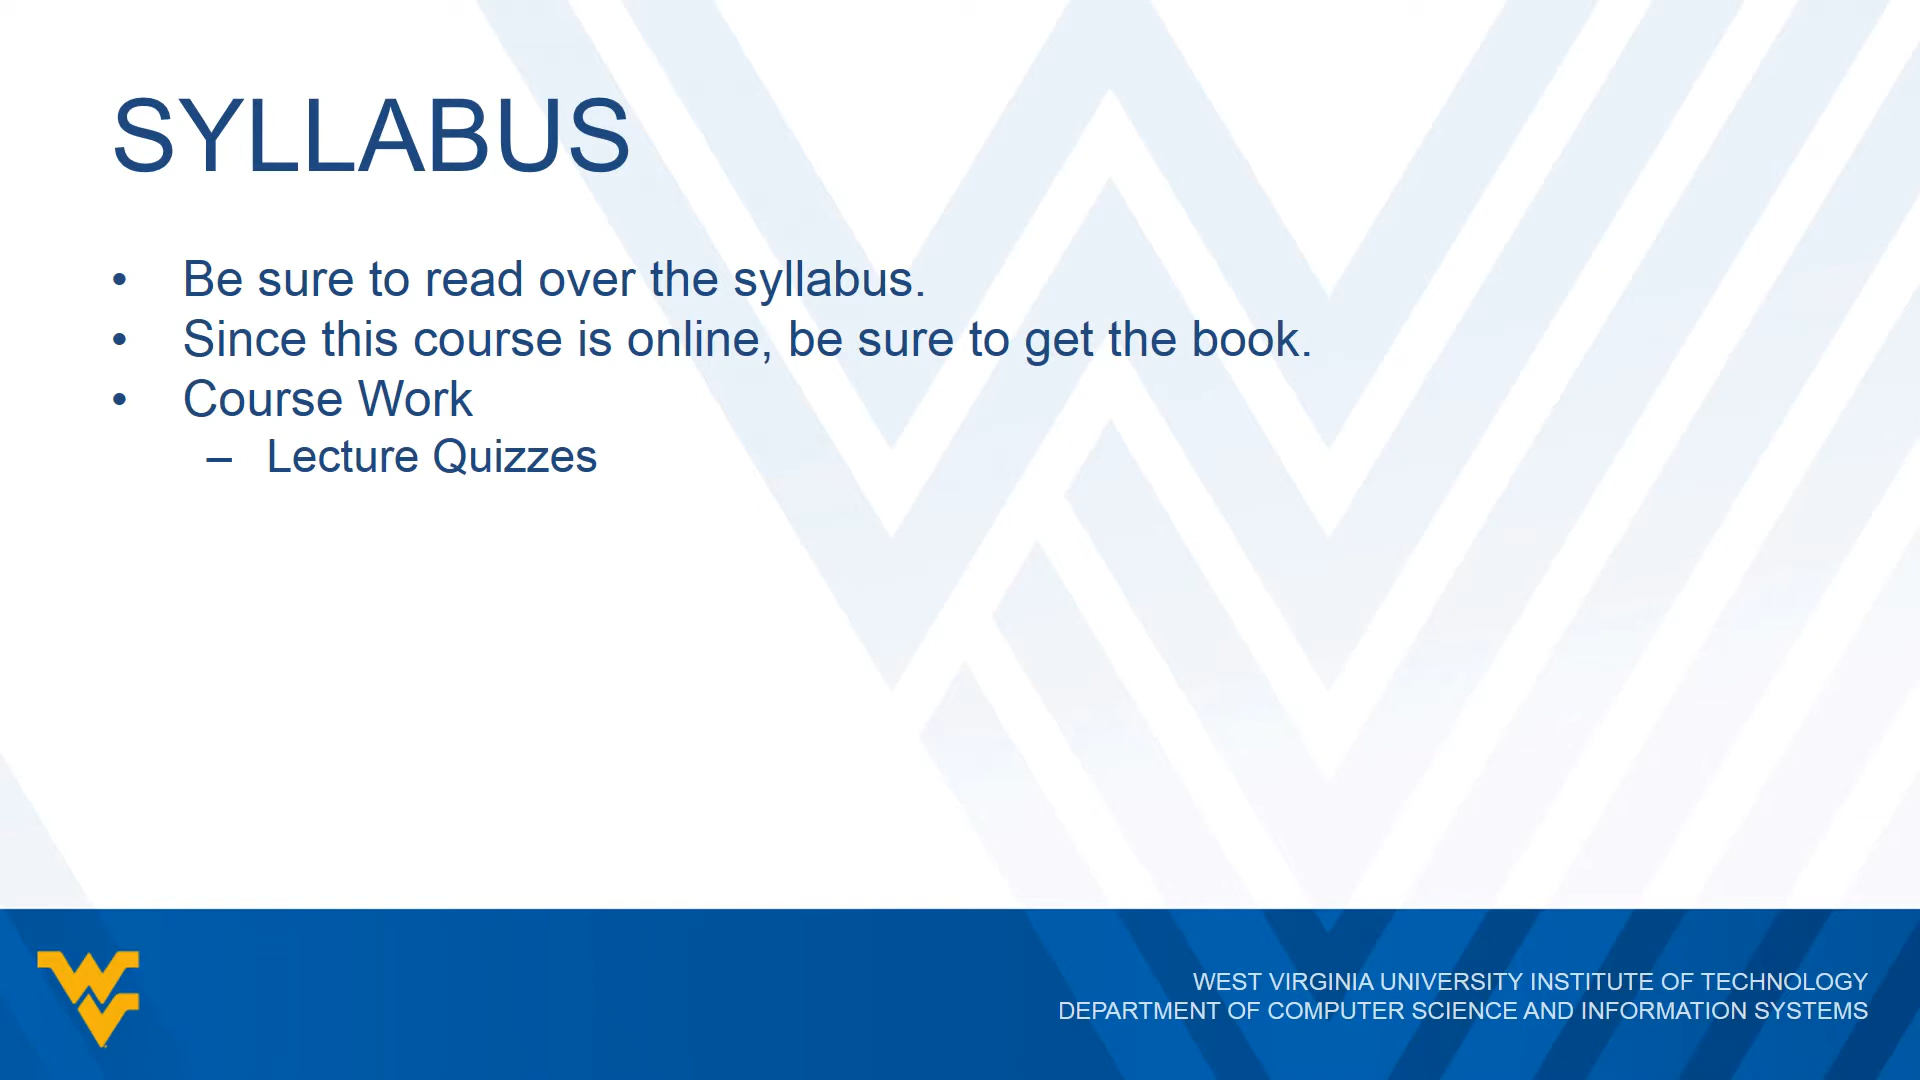 SYLLABUS
• Be sure to read over the syllabus.
• Since this course is online, be sure to get the book.
• Course Work
– Lecture Quizzes
WEST VIRGINIA UNIVERSITY INSTITUTE OF TECHNOLOGY
DEPARTMENT OF COMPUTER SCIENCE AND INFORMATION SYSTEMS